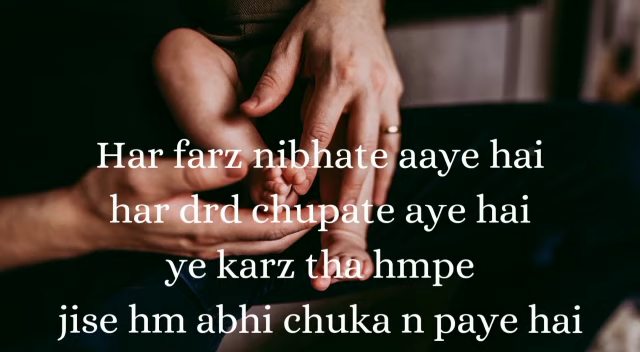 Har farz nibhate aaye hai
har drd chupate aye hai
ye karz tha hmpe
jise hm abhi chuka n paye hai